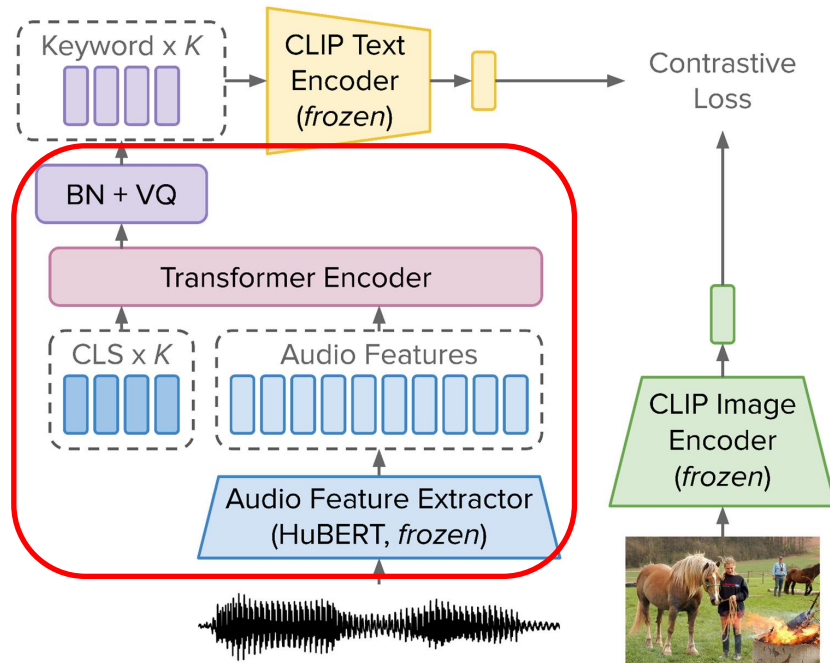 Keyword x K
CLIP Text
Encoder
(frozen)
Contrastive
Loss
BN + VQ
Transformer Encoder
CLS x K
Audio Features
CLIP Image
Encoder
(frozen)
Audio Feature Extractor
(HuBERT, frozen)